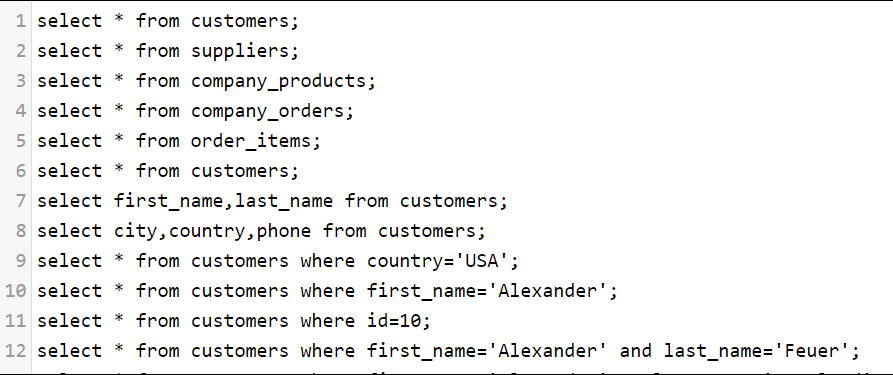 1 select * from customers;
2 select * from suppliers;
3 select * from company_products;
4 select * from company_orders;
5 select * from order_items;
6 select * from customers;
7 select first_name,last_name from customers;
8 select city,country,phone from customers;
9 select * from customers where country='USA';
10 select * from customers where first_name='Alexander';
11 select * from customers where id=10;
12 select * from customers where first_name='Alexander' and last_name='Feuer';